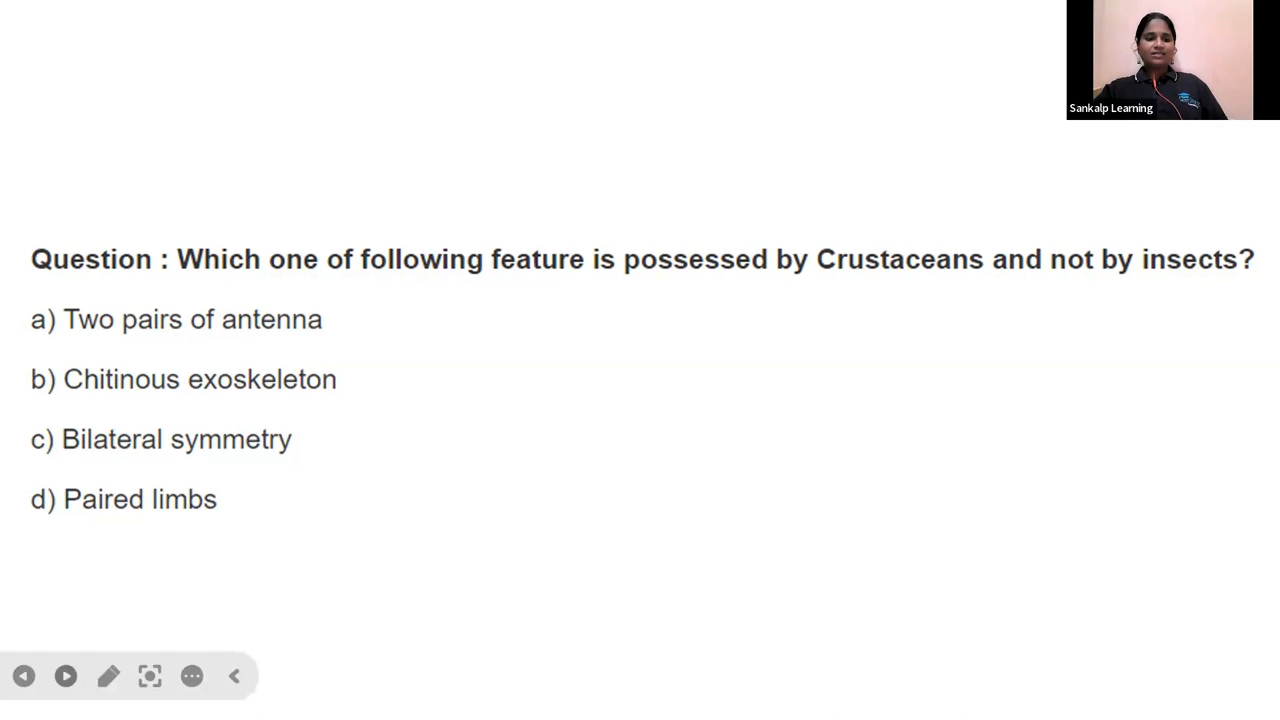 Sankalp Learning
Question : Which one of following feature is possessed by Crustaceans and not by insects?
a) Two pairs of antenna
b) Chitinous exoskeleton
c) Bilateral symmetry
d) Paired limbs